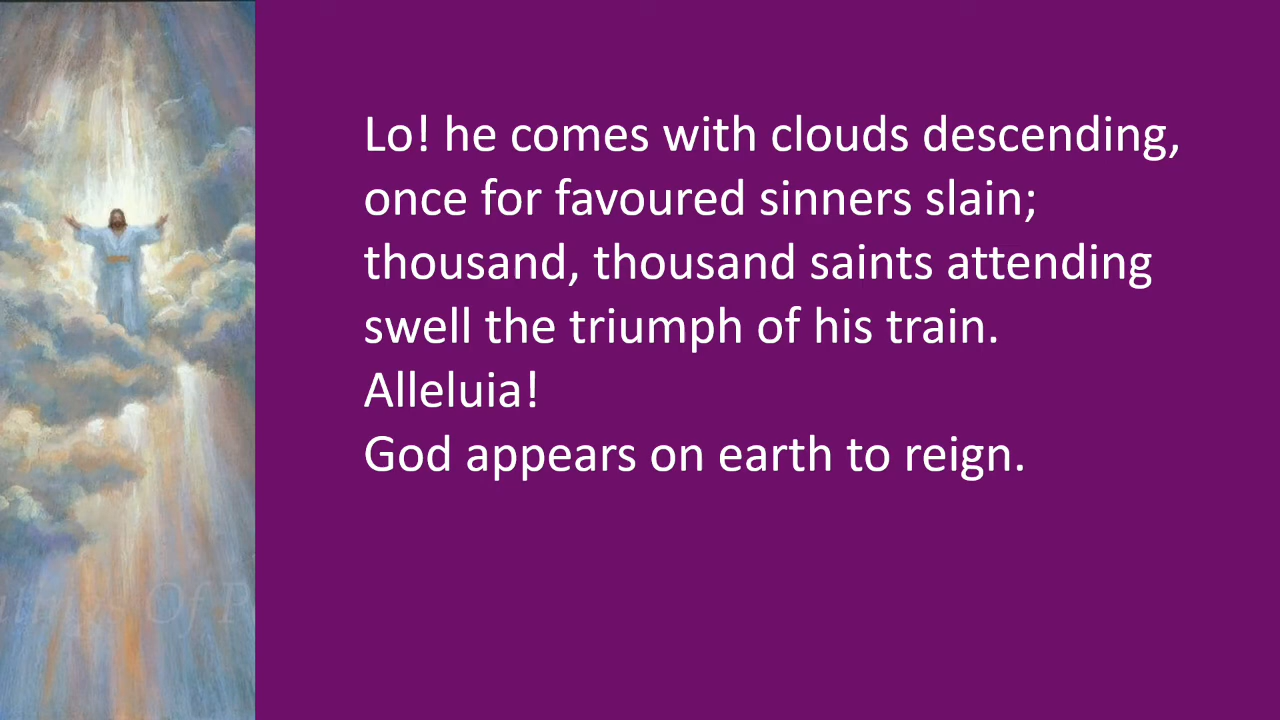 Lo! he comes with clouds descending,
once for favoured sinners slain;
thousand, thousand saints attending
swell the triumph of his train.
Alleluia!
God appears on earth to reign.
Of